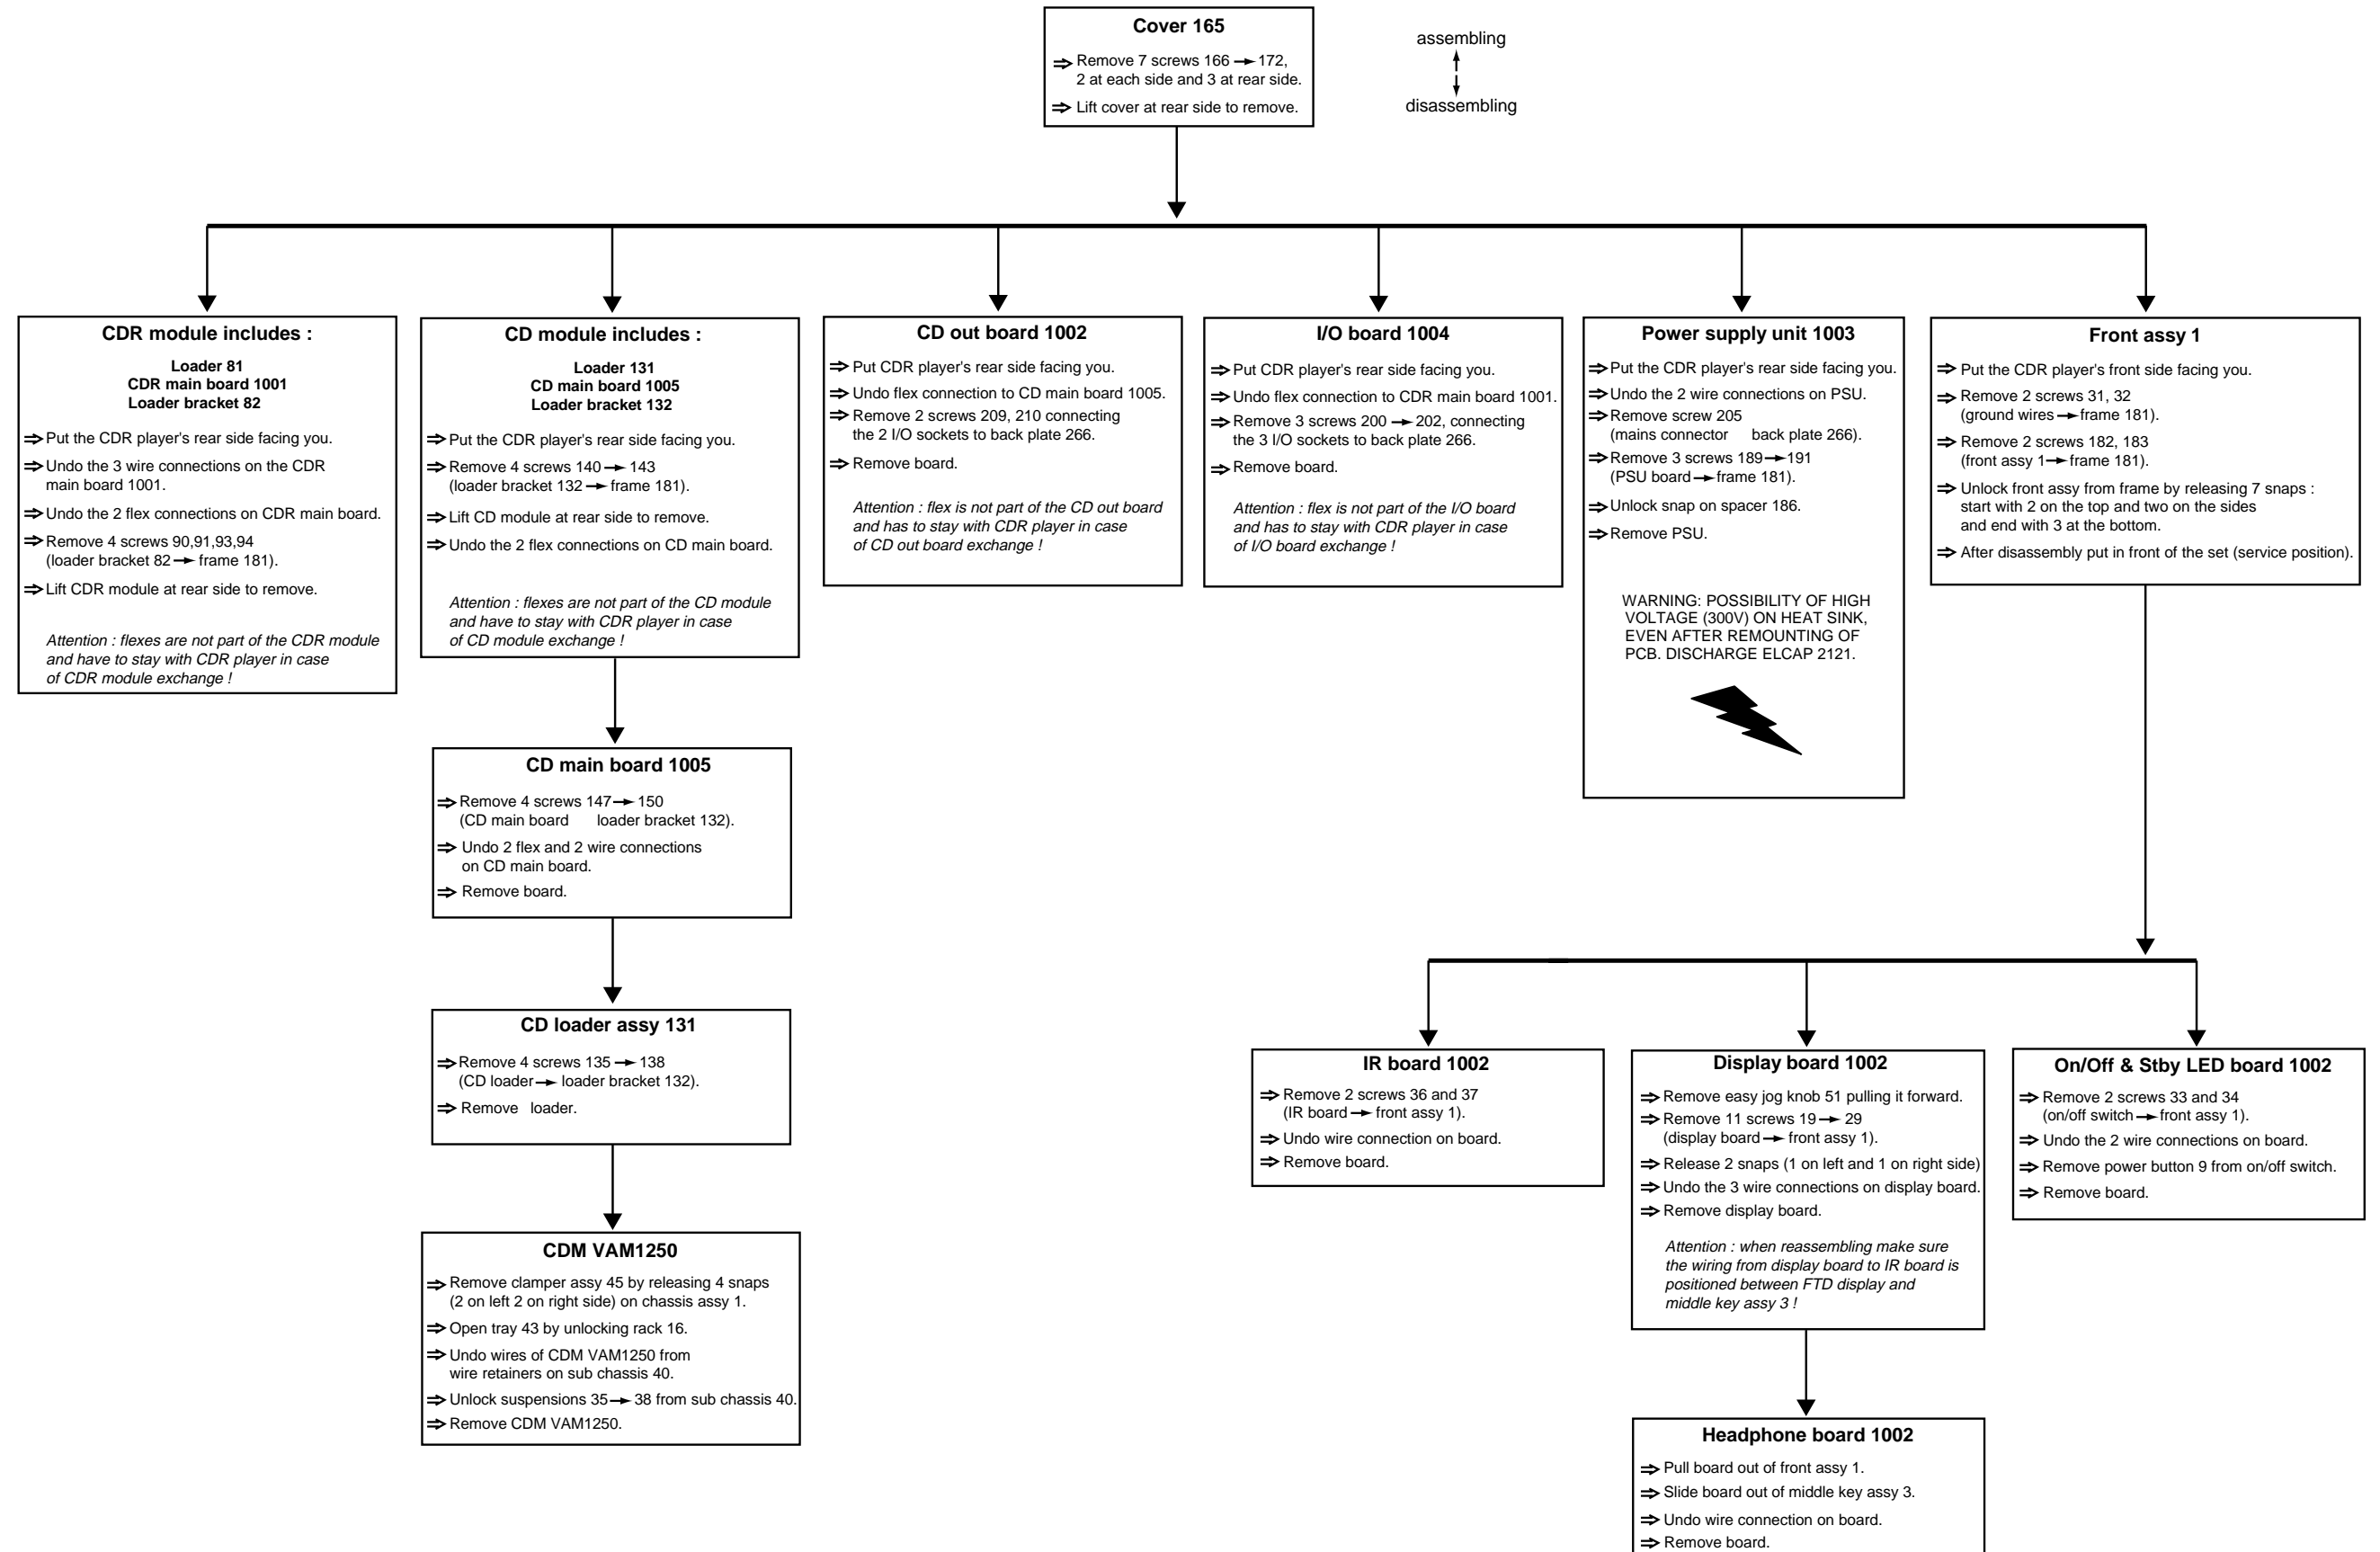 Cover 165
⇒ Remove 7 screws 166 → 172,
2 at each side and 3 at rear side.
⇒ Lift cover at rear side to remove.
assembling
disassembling
CDR module includes :
Loader 81
CDR main board 1001
Loader bracket 82
⇒ Put the CDR player's rear side facing you.
⇒ Undo the 3 wire connections on the CDR
main board 1001.
⇒ Undo the 2 flex connections on CDR main board.
⇒ Remove 4 screws 90,91,93,94
(loader bracket 82 → frame 181).
⇒ Lift CDR module at rear side to remove.
Attention : flexes are not part of the CDR module
and have to stay with CDR player in case
of CDR module exchange !
CD module includes :
Loader 131
CD main board 1005
Loader bracket 132
⇒ Put the CDR player's rear side facing you.
⇒ Remove 4 screws 140 → 143
(loader bracket 132 → frame 181).
⇒ Lift CD module at rear side to remove.
⇒ Undo the 2 flex connections on CD main board.
Attention : flexes are not part of the CD module
and have to stay with CDR player in case
of CD module exchange !
CD out board 1002
⇒ Put CDR player's rear side facing you.
⇒ Undo flex connection to CD main board 1005.
⇒ Remove 2 screws 209, 210 connecting
the 2 I/O sockets to back plate 266.
⇒ Remove board.
Attention : flex is not part of the CD out board
and has to stay with CDR player in case
of CD out board exchange !
I/O board 1004
⇒ Put CDR player's rear side facing you.
⇒ Undo flex connection to CDR main board 1001.
⇒ Remove 3 screws 200 → 202, connecting
the 3 I/O sockets to back plate 266.
⇒ Remove board.
Attention : flex is not part of the I/O board
and has to stay with CDR player in case
of I/O board exchange !
Power supply unit 1003
⇒ Put the CDR player's rear side facing you.
⇒ Undo the 2 wire connections on PSU.
⇒ Remove screw 205
(mains connector back plate 266).
⇒ Remove 3 screws 189 → 191
(PSU board → frame 181).
⇒ Unlock snap on spacer 186.
⇒ Remove PSU.
WARNING: POSSIBILITY OF HIGH
VOLTAGE (300V) ON HEAT SINK,
EVEN AFTER REMOUNTING OF
PCB. DISCHARGE ELCAP 2121.
Front assy 1
⇒ Put the CDR player's front side facing you.
⇒ Remove 2 screws 31, 32
(ground wires → frame 181).
⇒ Remove 2 screws 182, 183
(front assy 1 → frame 181).
⇒ Unlock front assy from frame by releasing 7 snaps :
start with 2 on the top and two on the sides
and end with 3 at the bottom.
⇒ After disassembly put in front of the set (service position).
CD main board 1005
⇒ Remove 4 screws 147 → 150
(CD main board loader bracket 132).
⇒ Undo 2 flex and 2 wire connections
on CD main board.
⇒ Remove board.
CD loader assy 131
⇒ Remove 4 screws 135 → 138
(CD loader → loader bracket 132).
⇒ Remove loader.
CDM VAM1250
⇒ Remove clamper assy 45 by releasing 4 snaps
(2 on left 2 on right side) on chassis assy 1.
⇒ Open tray 43 by unlocking rack 16.
⇒ Undo wires of CDM VAM1250 from
wire retainers on sub chassis 40.
⇒ Unlock suspensions 35 → 38 from sub chassis 40.
⇒ Remove CDM VAM1250.
IR board 1002
⇒ Remove 2 screws 36 and 37
(IR board → front assy 1).
⇒ Undo wire connection on board.
⇒ Remove board.
Display board 1002
⇒ Remove easy jog knob 51 pulling it forward.
⇒ Remove 11 screws 19 → 29
(display board → front assy 1).
⇒ Release 2 snaps (1 on left and 1 on right side)
⇒ Undo the 3 wire connections on display board.
⇒ Remove display board.
Attention : when reassembling make sure
the wiring from display board to IR board is
positioned between FTD display and
middle key assy 3 !
On/Off & Stby LED board 1002
⇒ Remove 2 screws 33 and 34
(on/off switch → front assy 1).
⇒ Undo the 2 wire connections on board.
⇒ Remove power button 9 from on/off switch.
⇒ Remove board.
Headphone board 1002
⇒ Pull board out of front assy 1.
⇒ Slide board out of middle key assy 3.
⇒ Undo wire connection on board.
⇒ Remove board.